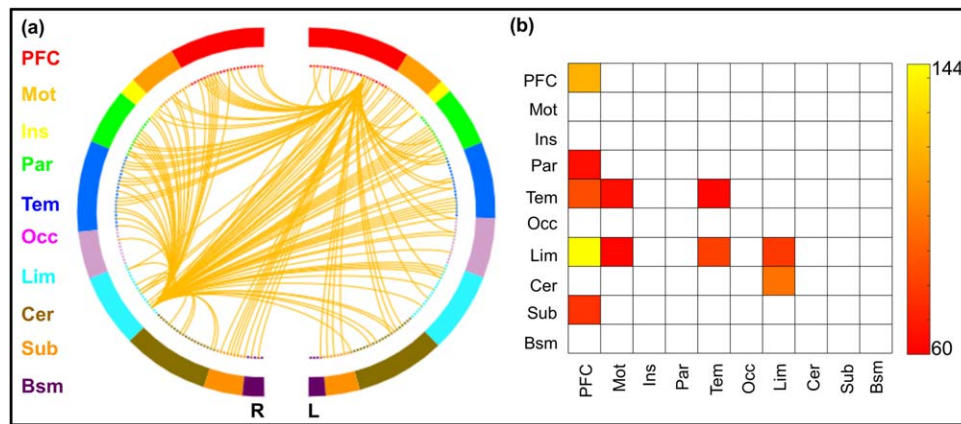 (a)
PFC
Mot
Ins
Par
Tem
Occ
Lim
Cer
Sub
Bsm
R L
(b)
PFC
Mot
Ins
Par
Tem
Occ
Lim
Cer
Sub
Bsm
PFC Mot Ins Par Tem Occ Lim Cer Sub Bsm
144
60